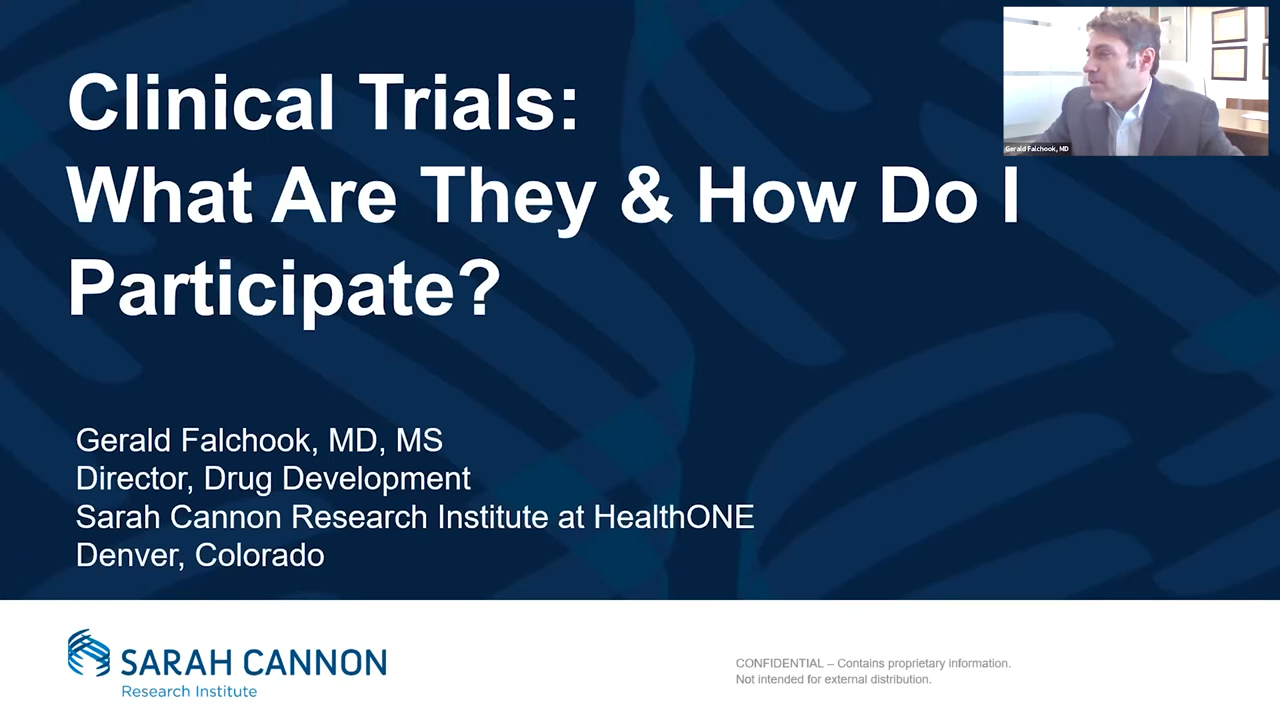 Clinical Trials:
What Are They & How Do I
Participate?
Gerald Falchook, MD
Gerald Falchook, MD, MS
Director, Drug Development
Sarah Cannon Research Institute at HealthONE
Denver, Colorado
SARAH CANNON
Research Institute
CONFIDENTIAL – Contains proprietary information.
Not intended for external distribution.